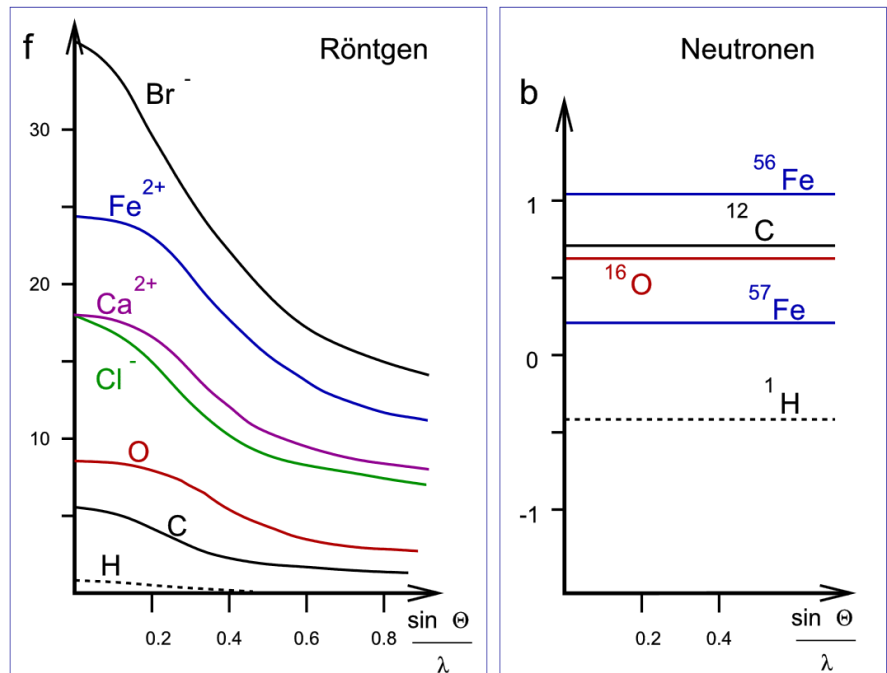 f
Röntgen
Br -
30
Fe 2+
20
Ca 2+
Cl -
10
O
C
H
0.2 0.4 0.6 0.8
sin Θ
λ
Neutronen
b
56 Fe
1
12 C
16 O
57 Fe
0
1 H
-1
0.2 0.4
sin Θ
λ